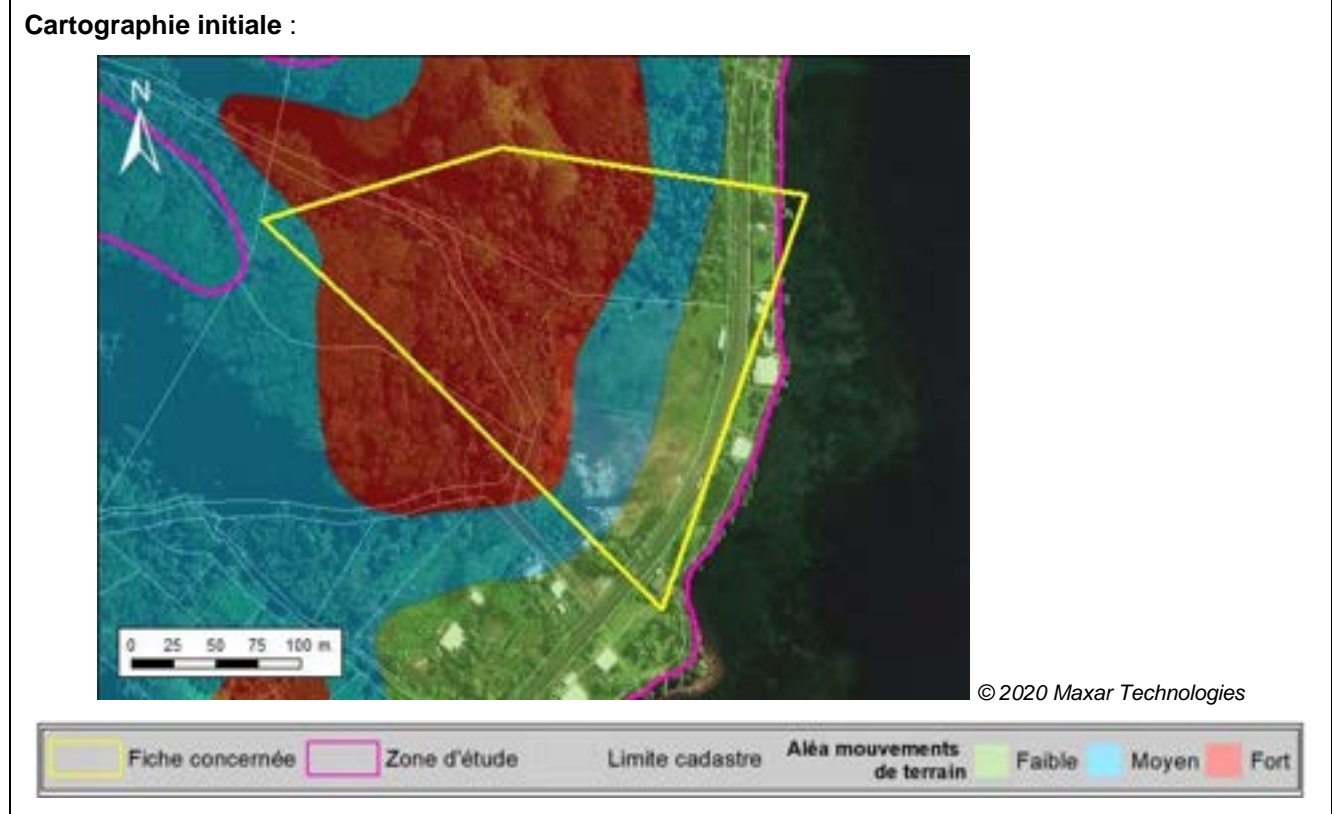 Cartographie initiale :
N
0 25 50 75 100 m
© 2020 Maxar Technologies
Fiche concernée Zone d'étude Limite cadastre Aléa mouvements de terrain Faible Moyen Fort